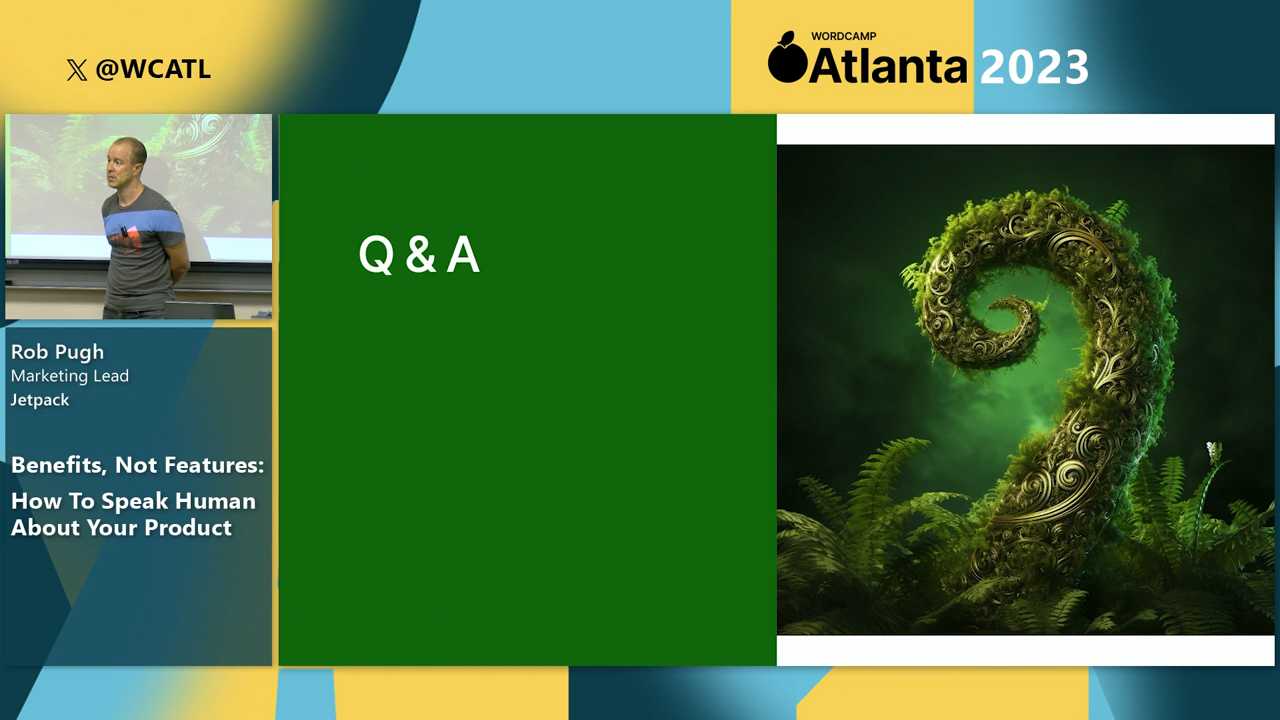 𝕏 @WCATL
WORDCAMP
Atlanta 2023
Q & A
Rob Pugh
Marketing Lead
Jetpack
Benefits, Not Features:
How To Speak Human
About Your Product